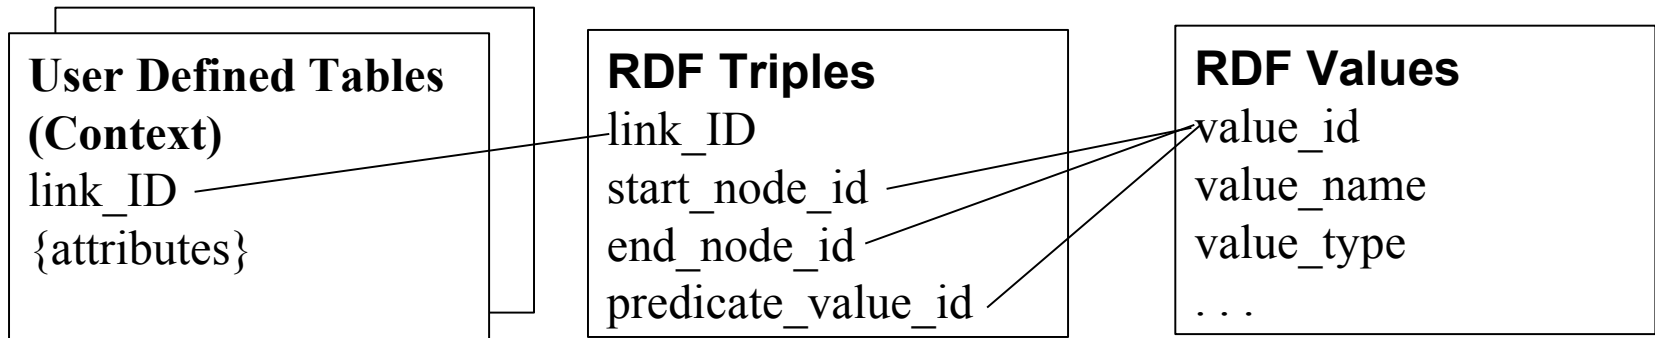 User Defined Tables
(Context)
link_ID
{attributes}
RDF Triples
link_ID
start_node_id
end_node_id
predicate_value_id
RDF Values
value_id
value_name
value_type
. . .